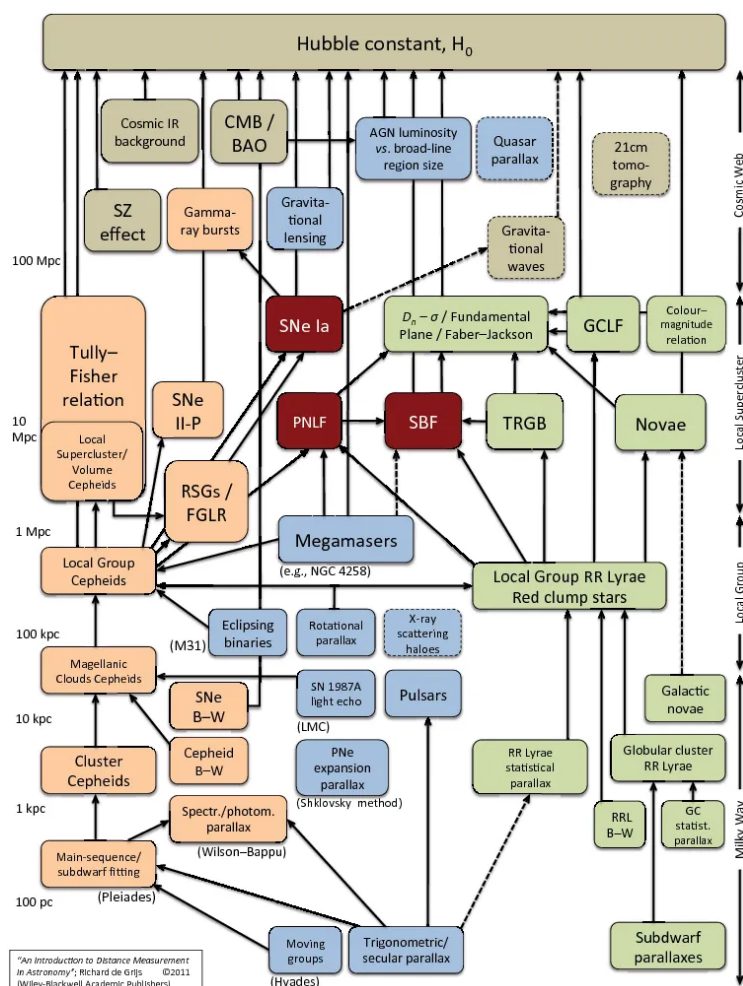 Hubble constant, H0
Cosmic IR
background
CMB /
BAO
AGN luminosity
vs. broad-line
region size
Quasar
parallax
21cm
tomo-
graphy
Cosmic Web
SZ
effect
Gamma-
ray bursts
Gravita-
tional
lensing
Gravita-
tional
waves
100 Mpc
Tully–
Fisher
relation
SNe Ia
Dn – σ / Fundamental
Plane / Faber–Jackson
GCLF
Colour–
magnitude
relation
Local Supercluster
SNe
II-P
10
Mpc
Local
Supercluster/
Volume
Cepheids
PNLF
SBF
TRGB
Novae
RSGs /
FGLR
1 Mpc
Megamasers
(e.g., NGC 4258)
Local Group
Cepheids
Local Group RR Lyrae
Red clump stars
Local Group
100 kpc
(M31)
Eclipsing
binaries
Rotational
parallax
X-ray
scattering
haloes
Magellanic
Clouds Cepheids
SNe
B–W
SN 1987A
light echo
(LMC)
Pulsars
Galactic
novae
10 kpc
Cluster
Cepheids
Cepheid
B–W
PNe
expansion
parallax
(Shklovsky method)
RR Lyrae
statistical
parallax
Globular cluster
RR Lyrae
1 kpc
Spectr./photom.
parallax
(Wilson–Bappu)
RRL
B–W
GC
statist.
parallax
Milky Way
Main-sequence/
subdwarf fitting
(Pleiades)
100 pc
Moving
groups
(Hyades)
Trigonometric/
secular parallax
Subdwarf
parallaxes
"An Introduction to Distance Measurement
in Astronomy"; Richard de Grijs ©2011
(Wiley-Blackwell Academic Publishers)